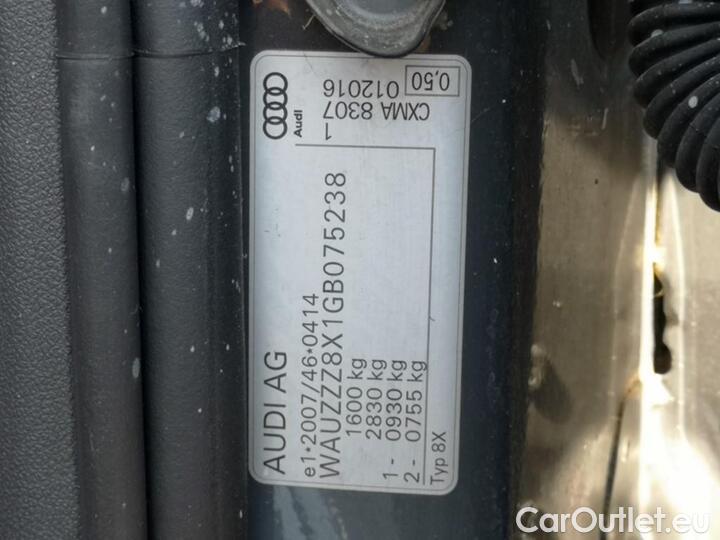 AUDI AG
e1*2007/46*0414
WAUZZZ8X1GB075238
1600 kg
2830 kg
1 - 0930 kg
2 - 0755 kg
Typ 8X
Audi
1
CXMA 8307
012016
0,50
CarOutlet.eu